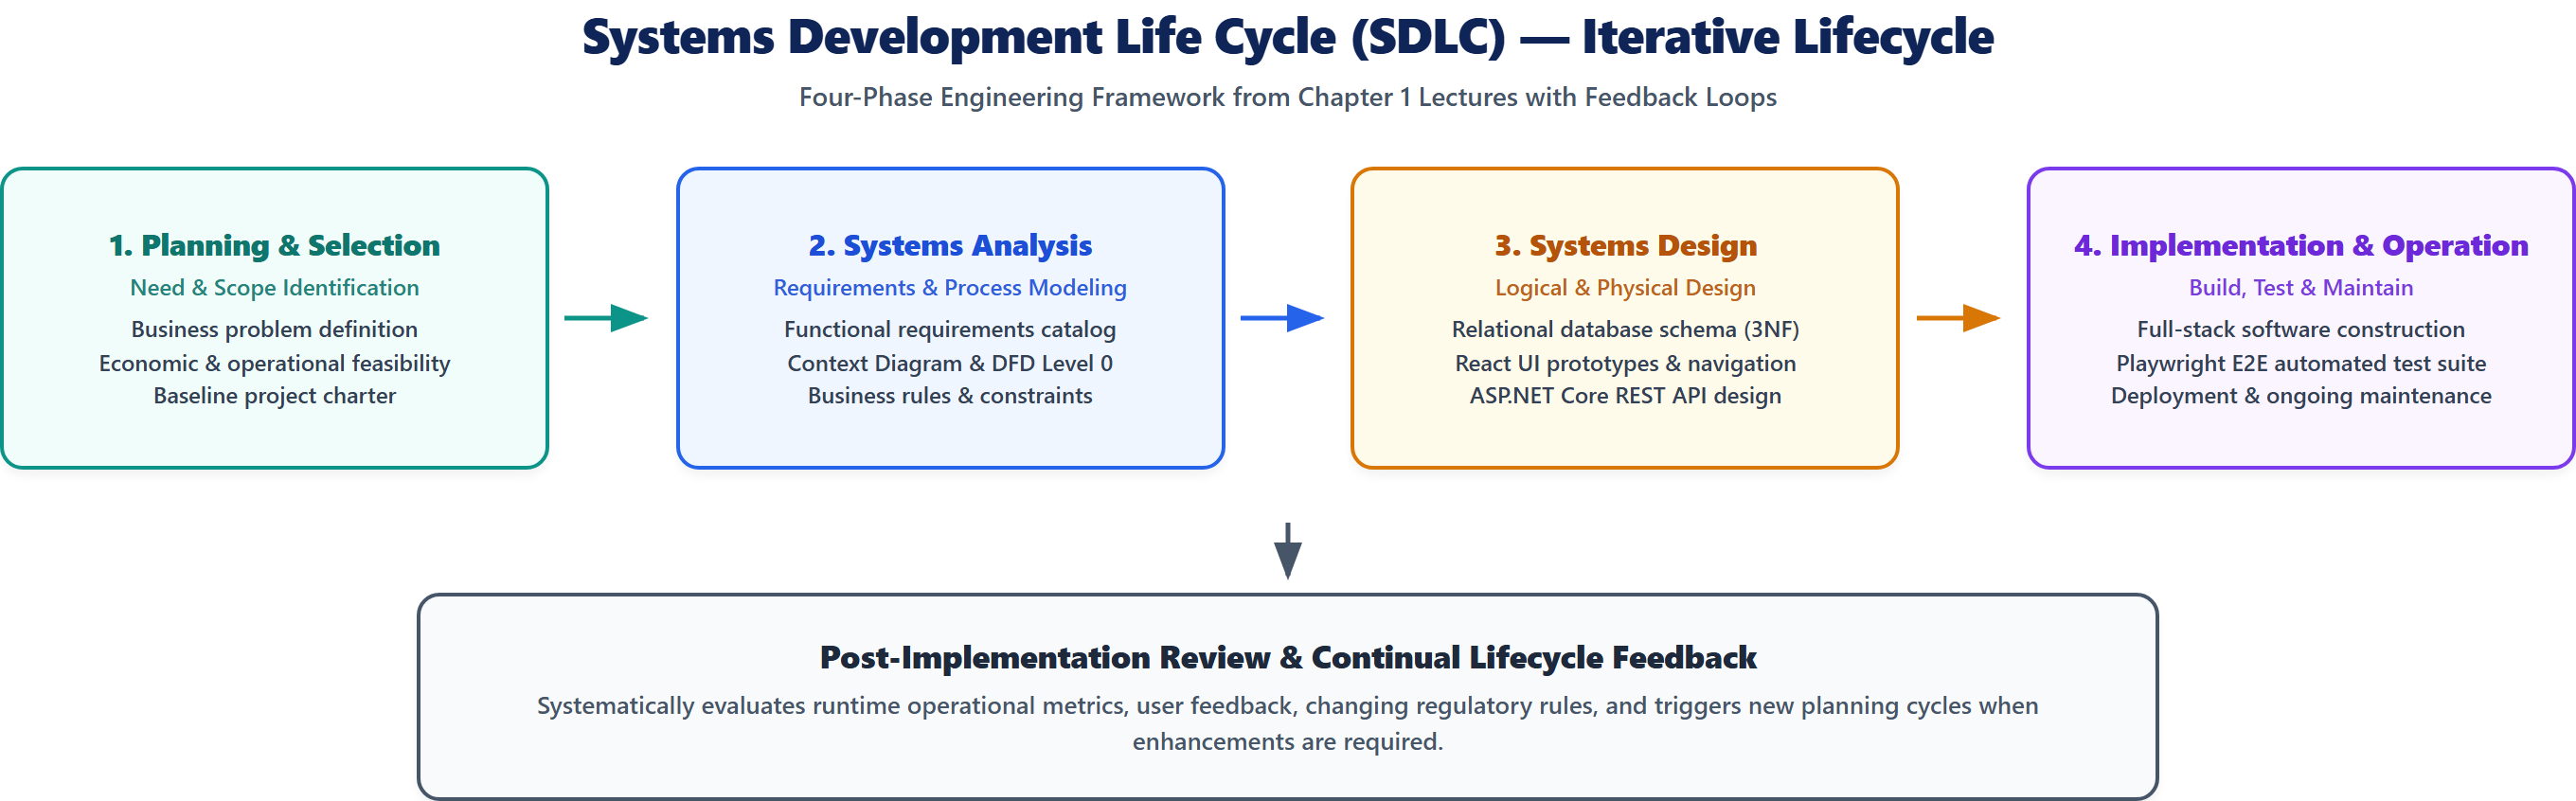 Systems Development Life Cycle (SDLC) — Iterative Lifecycle
Four-Phase Engineering Framework from Chapter 1 Lectures with Feedback Loops
1. Planning & Selection
Need & Scope Identification
Business problem definition
Economic & operational feasibility
Baseline project charter
2. Systems Analysis
Requirements & Process Modeling
Functional requirements catalog
Context Diagram & DFD Level 0
Business rules & constraints
3. Systems Design
Logical & Physical Design
Relational database schema (3NF)
React UI prototypes & navigation
ASP.NET Core REST API design
4. Implementation & Operation
Build, Test & Maintain
Full-stack software construction
Playwright E2E automated test suite
Deployment & ongoing maintenance
Post-Implementation Review & Continual Lifecycle Feedback
Systematically evaluates runtime operational metrics, user feedback, changing regulatory rules, and triggers new planning cycles when
enhancements are required.